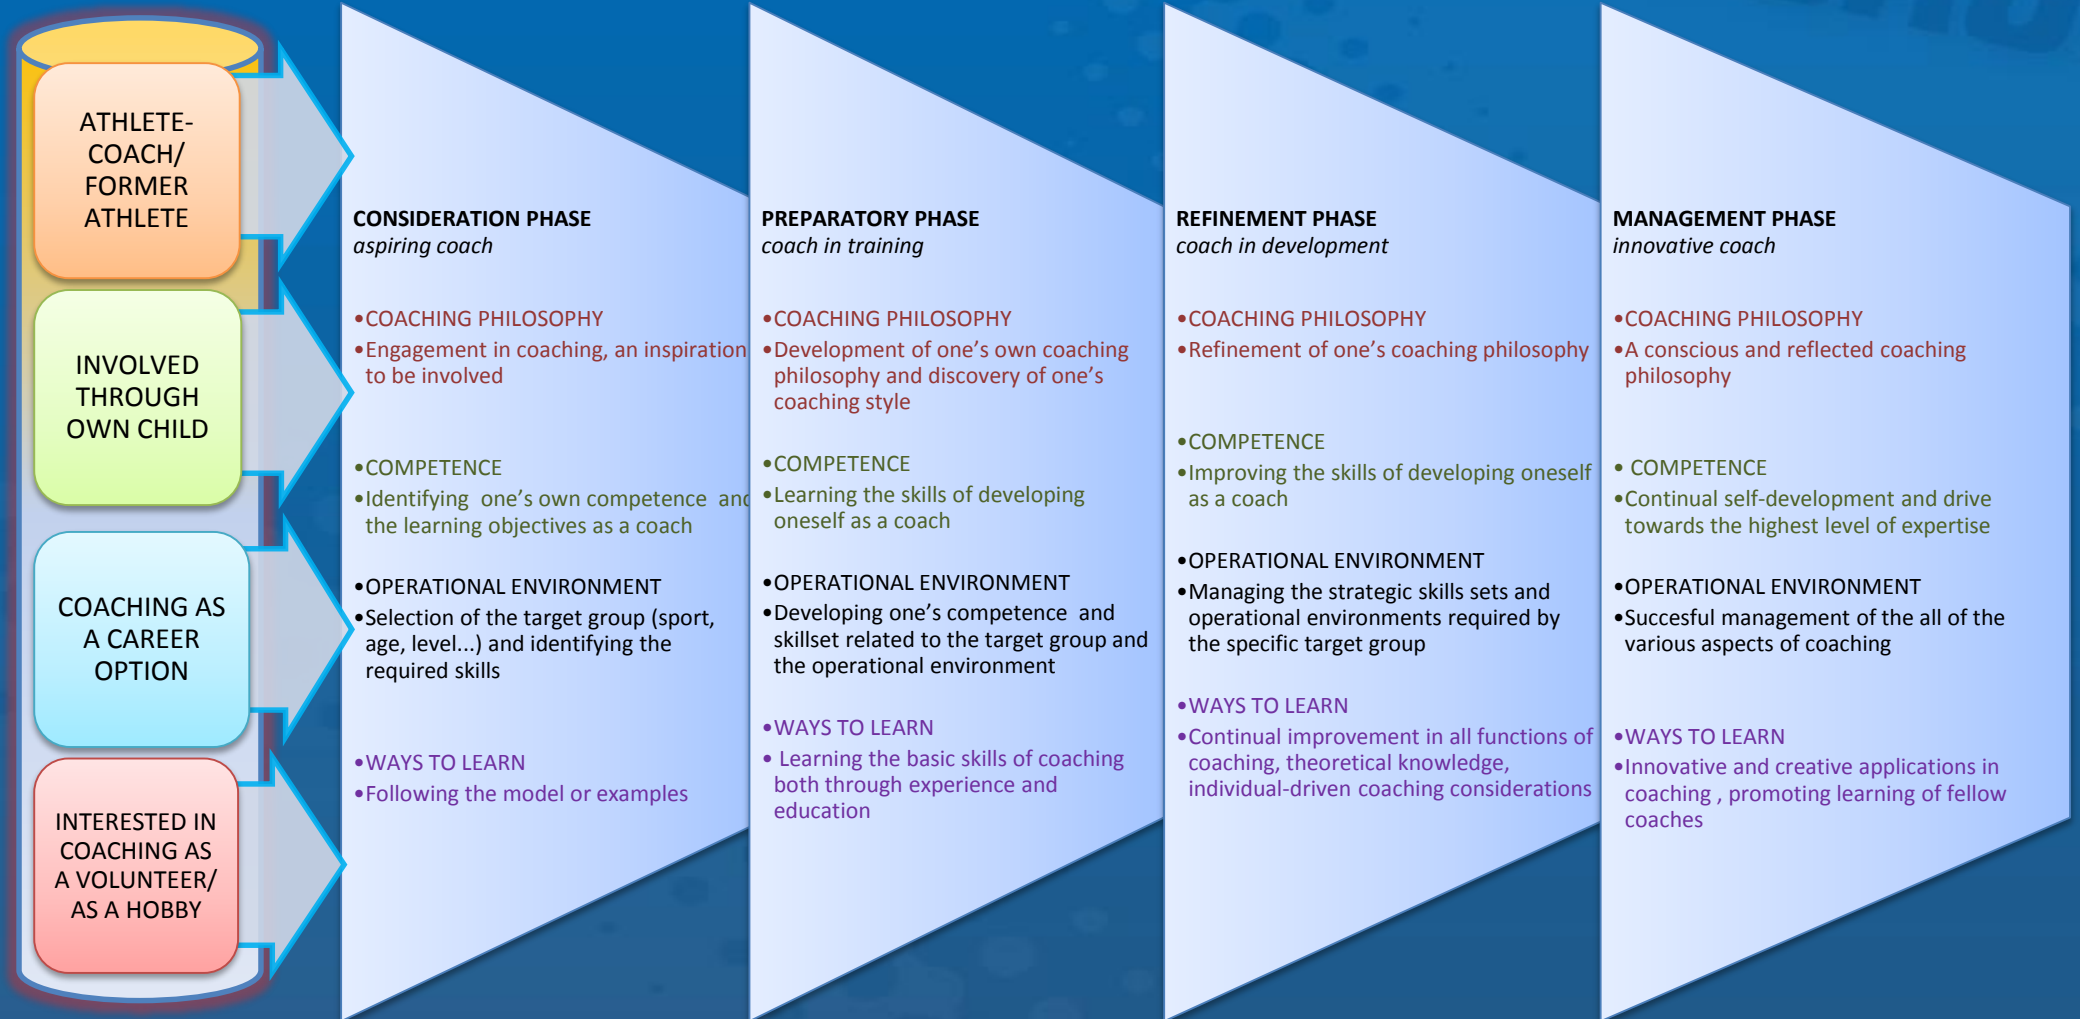 ATHLETE-
COACH/
FORMER
ATHLETE
INVOLVED
THROUGH
OWN CHILD
COACHING AS
A CAREER
OPTION
INTERESTED IN
COACHING AS
A VOLUNTEER/
AS A HOBBY
CONSIDERATION PHASE
aspiring coach
•COACHING PHILOSOPHY
•Engagement in coaching, an inspiration
to be involved
•COMPETENCE
•Identifying one’s own competence and
the learning objectives as a coach
•OPERATIONAL ENVIRONMENT
•Selection of the target group (sport,
age, level...) and identifying the
required skills
•WAYS TO LEARN
•Following the model or examples
PREPARATORY PHASE
coach in training
•COACHING PHILOSOPHY
•Development of one’s own coaching
philosophy and discovery of one’s
coaching style
•COMPETENCE
•Learning the skills of developing
oneself as a coach
•OPERATIONAL ENVIRONMENT
•Developing one’s competence and
skillset related to the target group and
the operational environment
•WAYS TO LEARN
• Learning the basic skills of coaching
both through experience and
education
REFINEMENT PHASE
coach in development
•COACHING PHILOSOPHY
•Refinement of one’s coaching philosophy
•COMPETENCE
•Improving the skills of developing oneself
as a coach
•OPERATIONAL ENVIRONMENT
•Managing the strategic skills sets and
operational environments required by
the specific target group
•WAYS TO LEARN
•Continual improvement in all functions of
coaching, theoretical knowledge,
individual-driven coaching considerations
MANAGEMENT PHASE
innovative coach
•COACHING PHILOSOPHY
•A conscious and reflected coaching
philosophy
• COMPETENCE
•Continual self-development and drive
towards the highest level of expertise
•OPERATIONAL ENVIRONMENT
•Succesful management of the all of the
various aspects of coaching
•WAYS TO LEARN
•Innovative and creative applications in
coaching , promoting learning of fellow
coaches